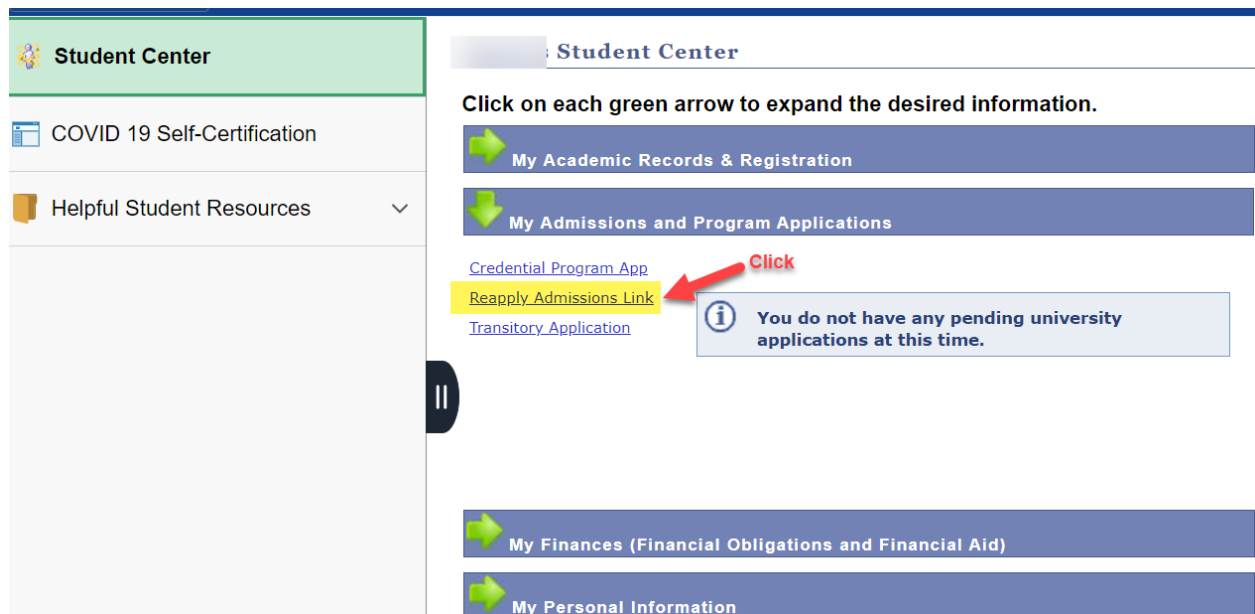 Student Center
COVID 19 Self-Certification
Helpful Student Resources
Student Center
Click on each green arrow to expand the desired information.
My Academic Records & Registration
My Admissions and Program Applications
Credential Program App
Click
Reapply Admissions Link
Transitory Application
You do not have any pending university
applications at this time.
My Finances (Financial Obligations and Financial Aid)
My Personal Information